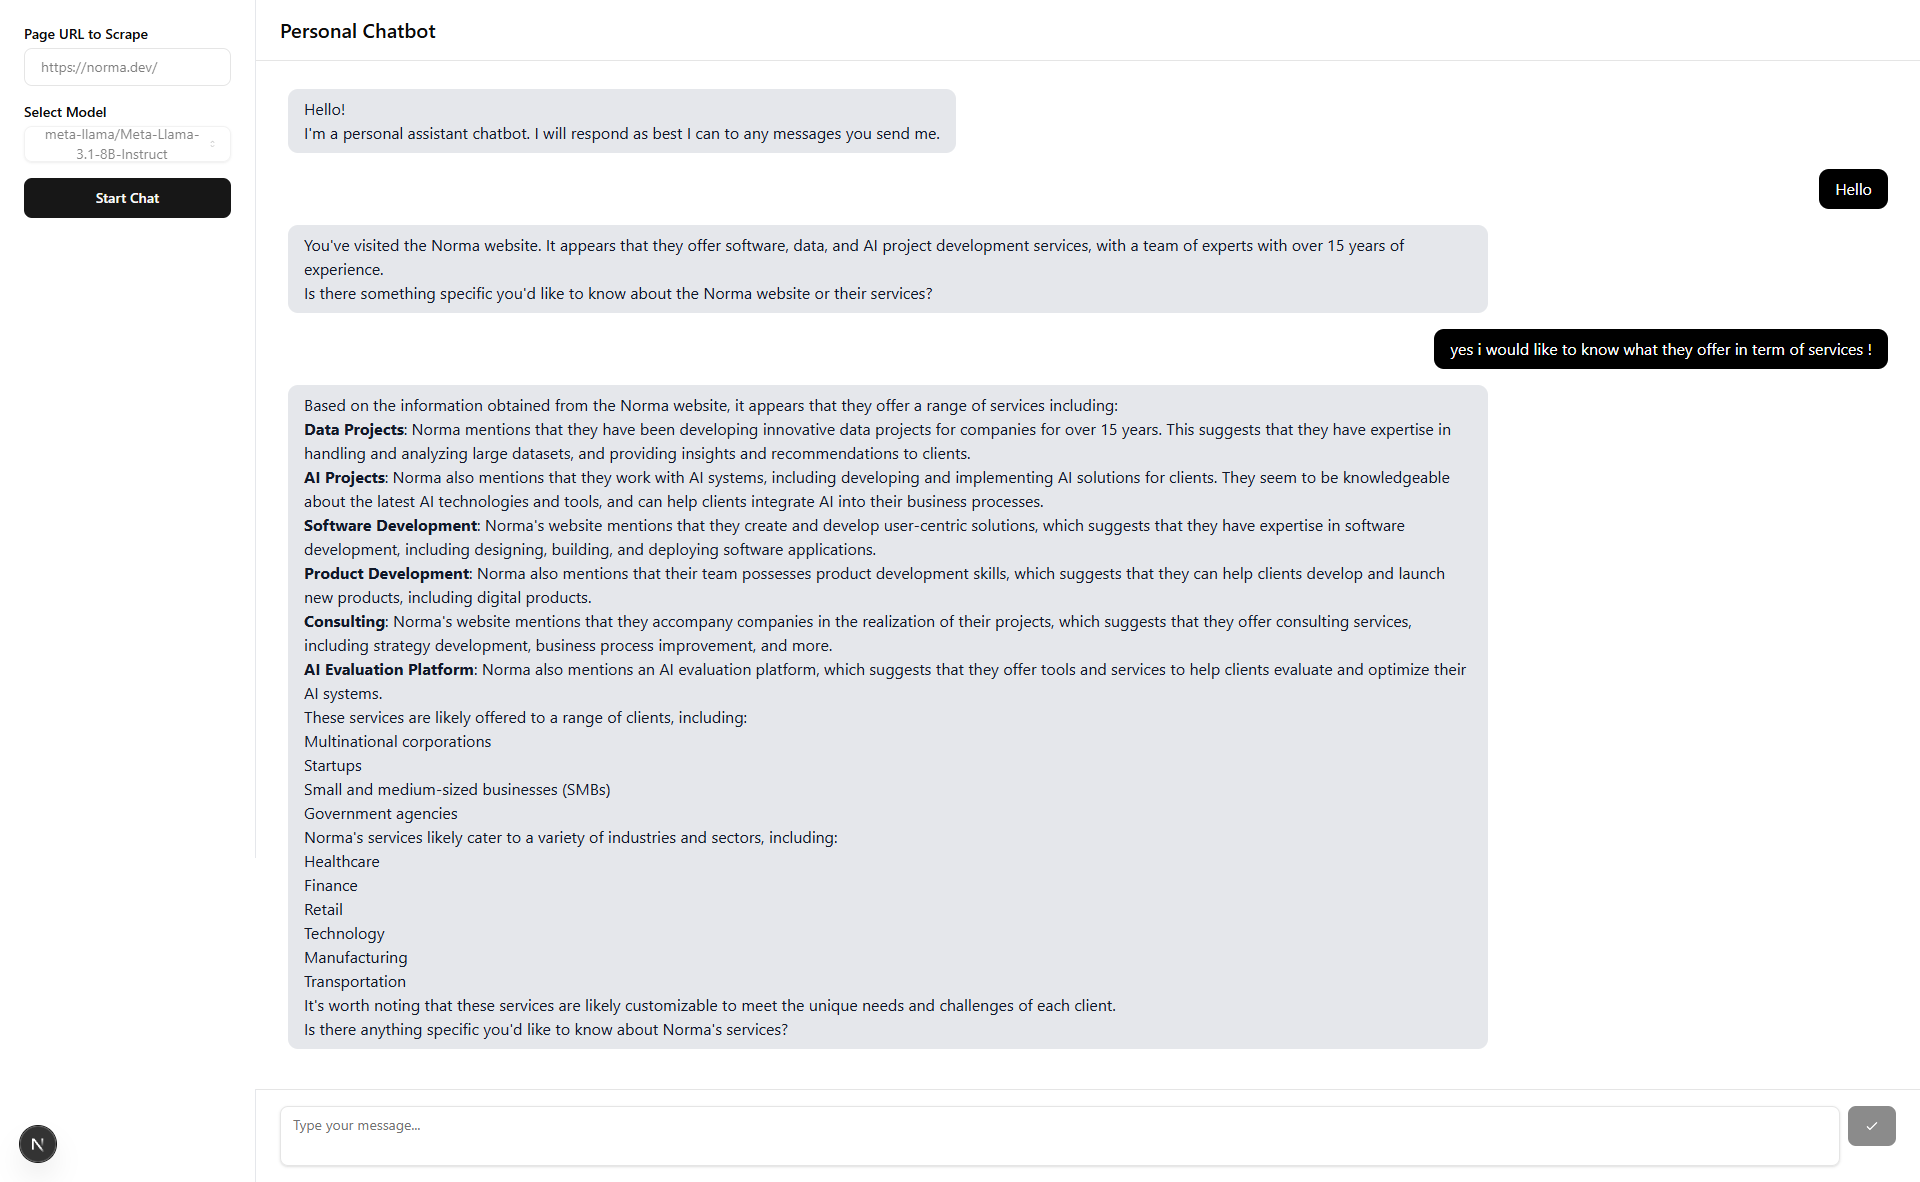 Page URL to Scrape
https://norma.dev/
Select Model
meta-llama/Meta-Llama-
3.1-8B-Instruct
Start Chat
Personal Chatbot
Hello!
I'm a personal assistant chatbot. I will respond as best I can to any messages you send me.
Hello
You've visited the Norma website. It appears that they offer software, data, and AI project development services, with a team of experts with over 15 years of
experience.
Is there something specific you'd like to know about the Norma website or their services?
yes i would like to know what they offer in term of services !
Based on the information obtained from the Norma website, it appears that they offer a range of services including:
Data Projects: Norma mentions that they have been developing innovative data projects for companies for over 15 years. This suggests that they have expertise in
handling and analyzing large datasets, and providing insights and recommendations to clients.
AI Projects: Norma also mentions that they work with AI systems, including developing and implementing AI solutions for clients. They seem to be knowledgeable
about the latest AI technologies and tools, and can help clients integrate AI into their business processes.
Software Development: Norma's website mentions that they create and develop user-centric solutions, which suggests that they have expertise in software
development, including designing, building, and deploying software applications.
Product Development: Norma also mentions that their team possesses product development skills, which suggests that they can help clients develop and launch
new products, including digital products.
Consulting: Norma's website mentions that they accompany companies in the realization of their projects, which suggests that they offer consulting services,
including strategy development, business process improvement, and more.
AI Evaluation Platform: Norma also mentions an AI evaluation platform, which suggests that they offer tools and services to help clients evaluate and optimize their
AI systems.
These services are likely offered to a range of clients, including:
Multinational corporations
Startups
Small and medium-sized businesses (SMBs)
Government agencies
Norma's services likely cater to a variety of industries and sectors, including:
Healthcare
Finance
Retail
Technology
Manufacturing
Transportation
It's worth noting that these services are likely customizable to meet the unique needs and challenges of each client.
Is there anything specific you'd like to know about Norma's services?
Type your message...
N